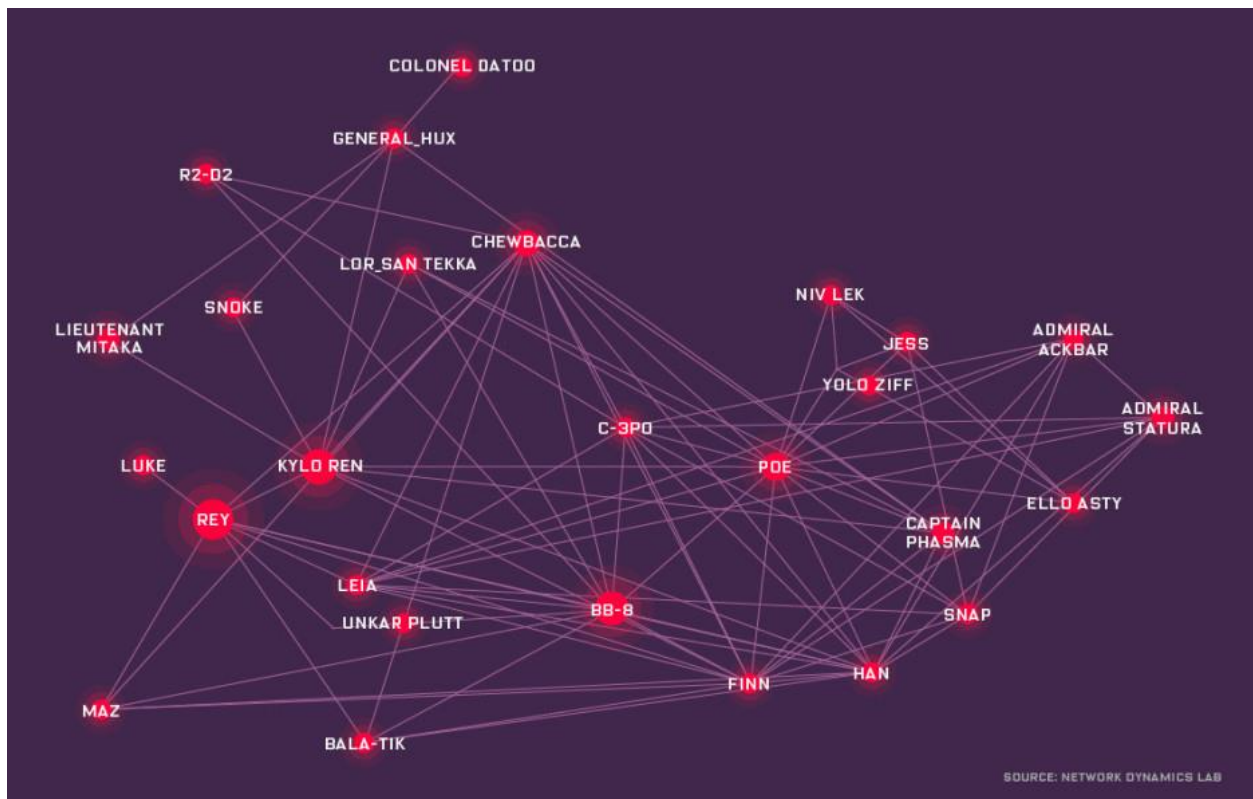 COLONEL DATOO
GENERAL_HUX
R2-D2
CHEWBACCA
LOR_SAN TEKKA
NIV LEK
SNOKE
LIEUTENANT
MITAKA
ADMIRAL
ACKBAR
JESS
YOLO ZIFF
ADMIRAL
STATURA
C-3PO
LUKE
KYLO REN
POE
ELLO ASTY
REY
CAPTAIN
PHASMA
LEIA
BB-8
SNAP
UNKAR PLUTT
HAN
FINN
MAZ
BALA-TIK
SOURCE: NETWORK DYNAMICS LAB